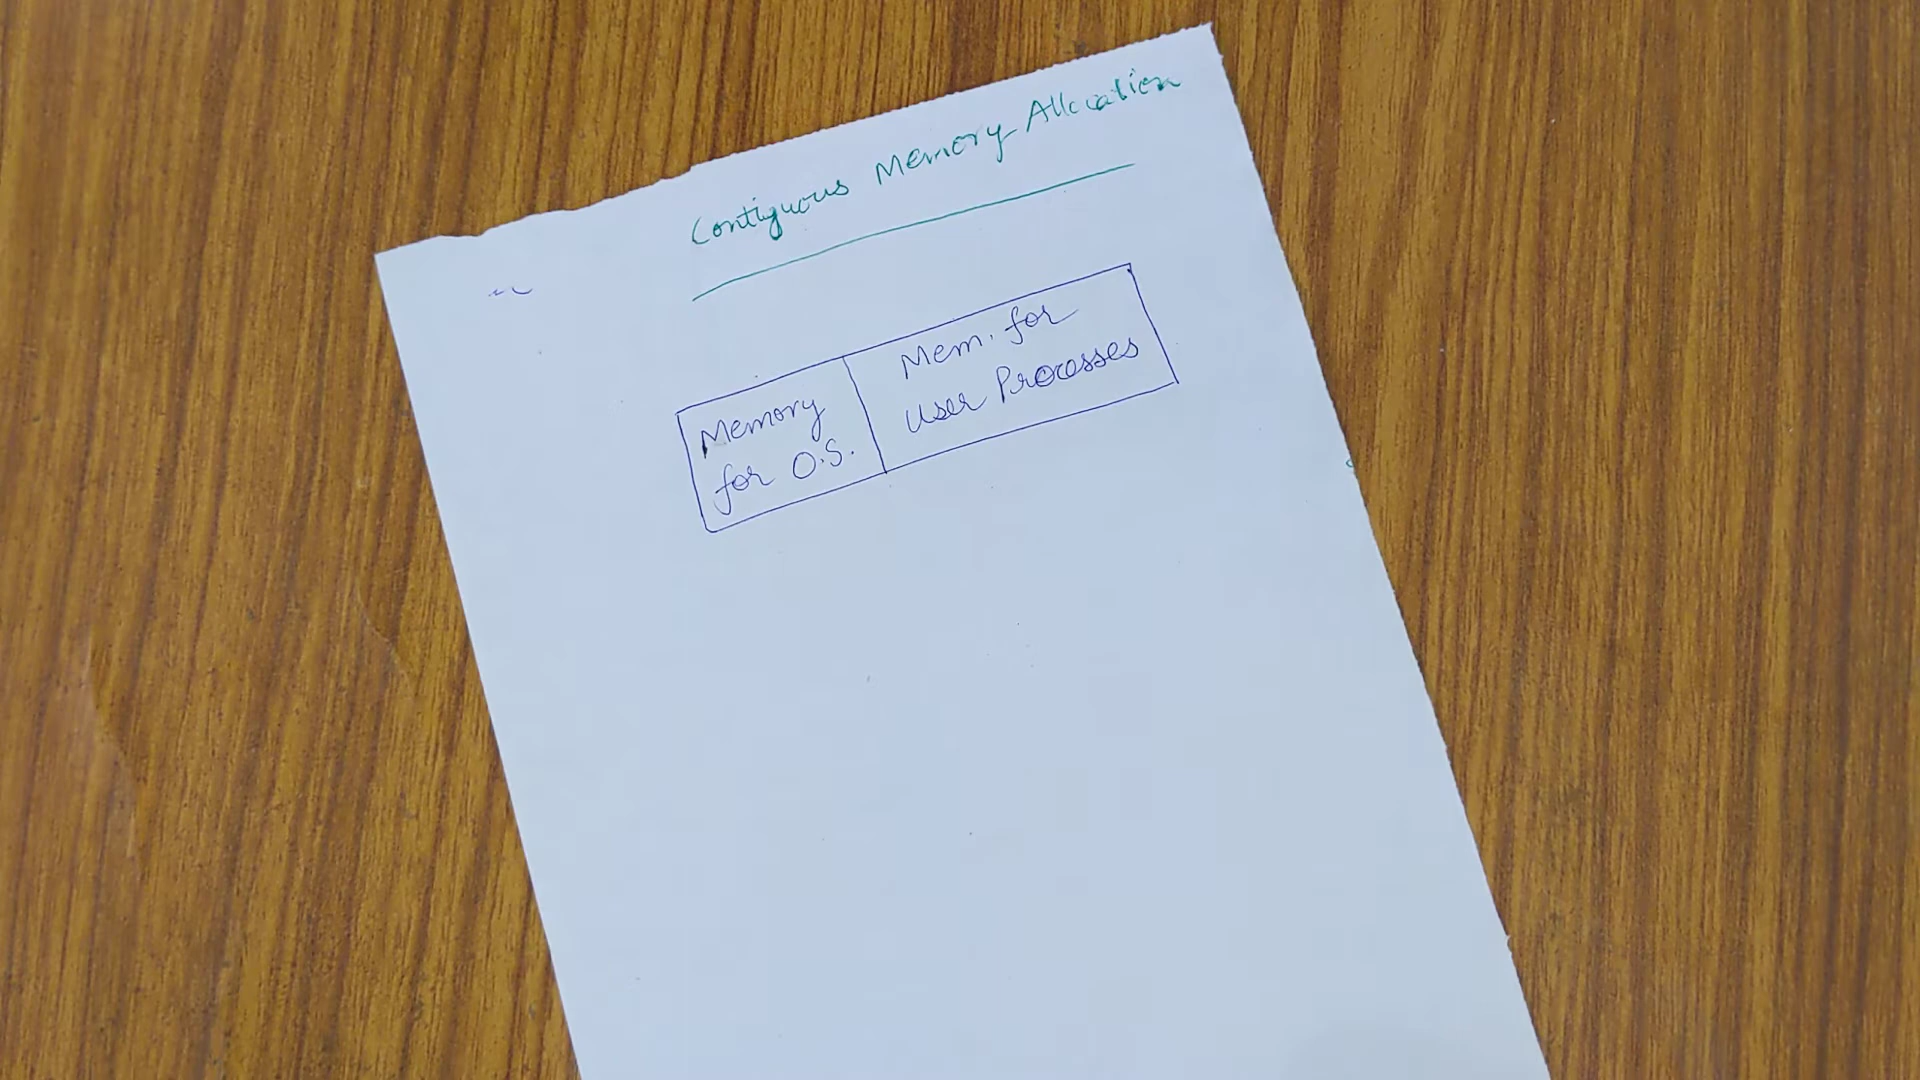 Contiguous Memory Allocation
Memory
for O.S.
Mem. for
User Processes